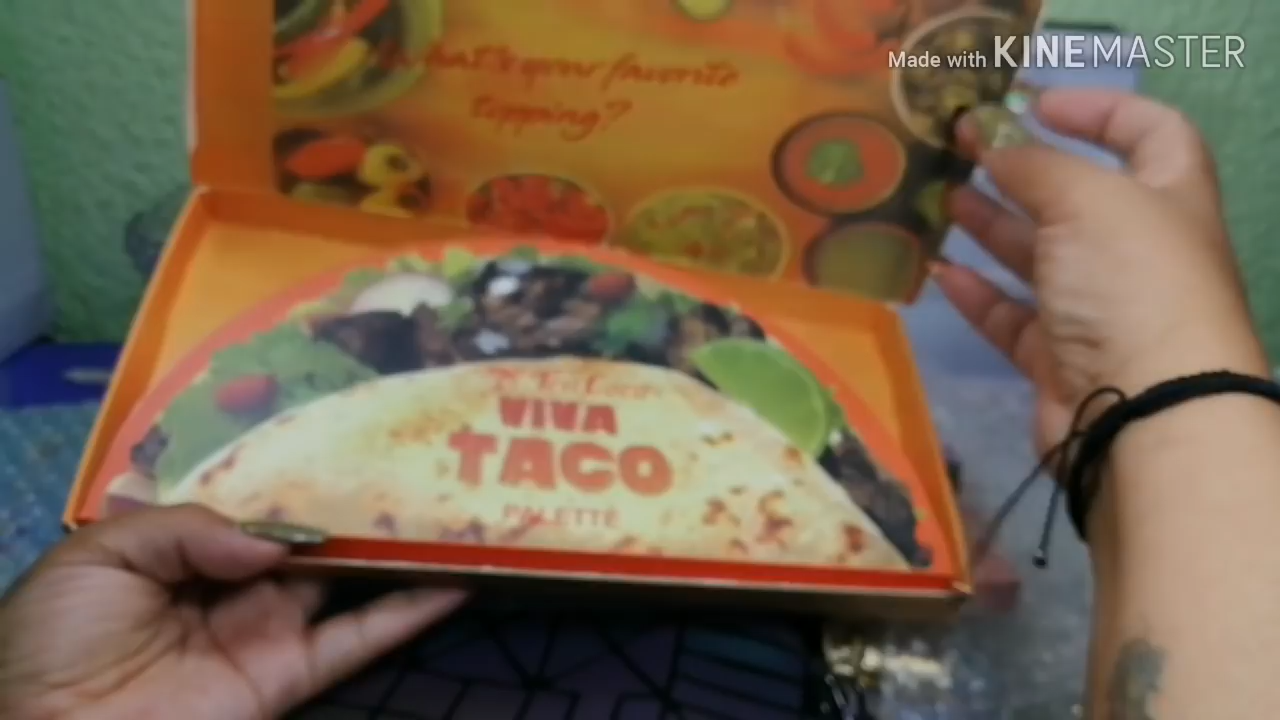 Made with KINEMASTER
What's your favorite
topping?
VIVA
TACO
PALETTE